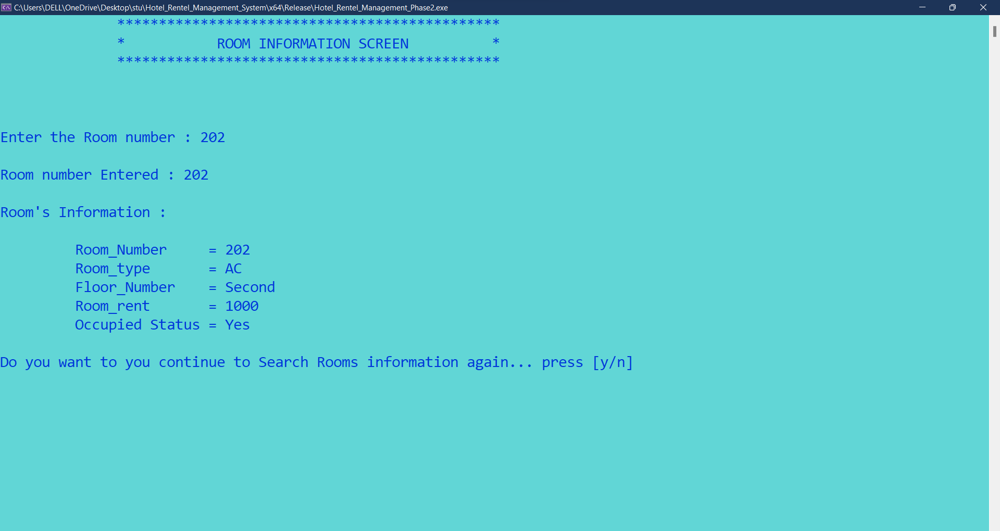 C:\Users\DELL\OneDrive\Desktop\stu\Hotel_Rentel_Management_System\x64\Release\Hotel_Rentel_Management_Phase2.exe
**********************************************
* ROOM INFORMATION SCREEN *
**********************************************
Enter the Room number : 202
Room number Entered : 202
Room's Information :
Room_Number = 202
Room_type = AC
Floor_Number = Second
Room_rent = 1000
Occupied Status = Yes
Do you want to you continue to Search Rooms information again... press [y/n]